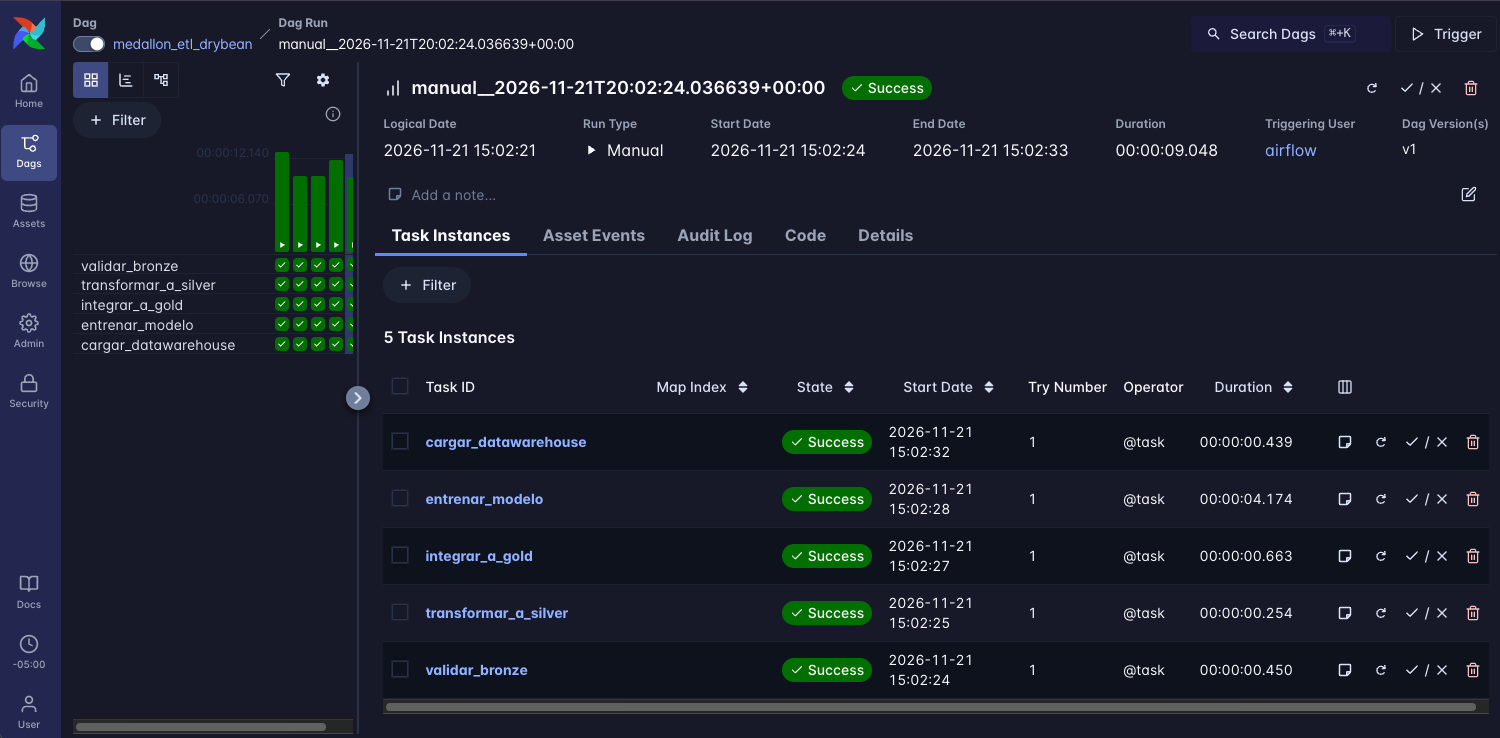 Dag
medallon_etl_drybean
/
Dag Run
manual__2026-11-21T20:02:24.036639+00:00
Search Dags ⌘+K
Trigger
Home
Dags
Assets
Browse
Admin
Security
Docs
-05:00
User
Filter
00:00:12.140
00:00:06.070
validar_bronze
transformar_a_silver
integrar_a_gold
entrenar_modelo
cargar_datawarehouse
manual__2026-11-21T20:02:24.036639+00:00 Success
/
Logical Date Run Type Start Date End Date Duration Triggering User Dag Version(s)
2026-11-21 15:02:21 Manual 2026-11-21 15:02:24 2026-11-21 15:02:33 00:00:09.048 airflow v1
Add a note...
Task Instances Asset Events Audit Log Code Details
Filter
5 Task Instances
Task ID Map Index State Start Date Try Number Operator Duration
cargar_datawarehouse Success 2026-11-21 15:02:32 1 @task 00:00:00.439 /
entrenar_modelo Success 2026-11-21 15:02:28 1 @task 00:00:04.174 /
integrar_a_gold Success 2026-11-21 15:02:27 1 @task 00:00:00.663 /
transformar_a_silver Success 2026-11-21 15:02:25 1 @task 00:00:00.254 /
validar_bronze Success 2026-11-21 15:02:24 1 @task 00:00:00.450 /